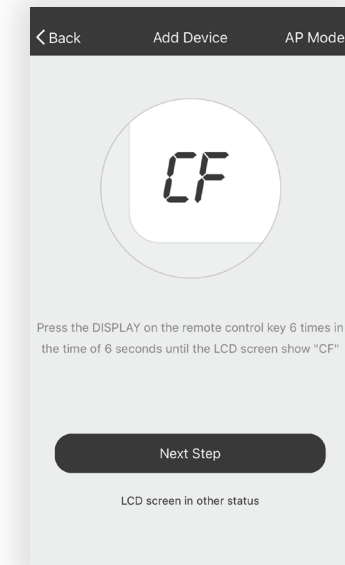 Back Add Device AP Mode
CF
Press the DISPLAY on the remote control key 6 times in
the time of 6 seconds until the LCD screen show "CF"
Next Step
LCD screen in other status